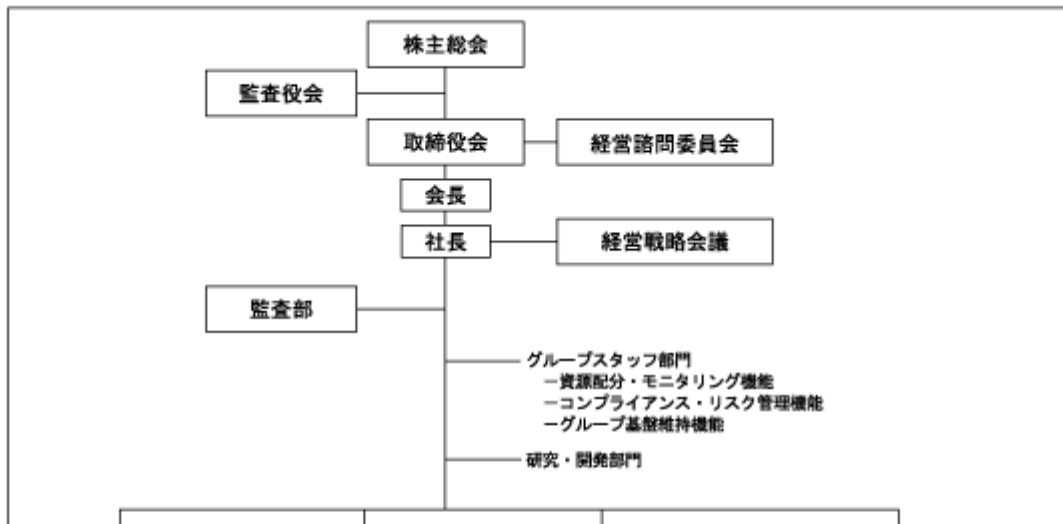 株主総会
監査役会
取締役会
経営諮問委員会
会長
社長
経営戦略会議
監査部
グループスタッフ部門
－資源配分・モニタリング機能
－コンプライアンス・リスク管理機能
－グループ基盤維持機能
研究・開発部門